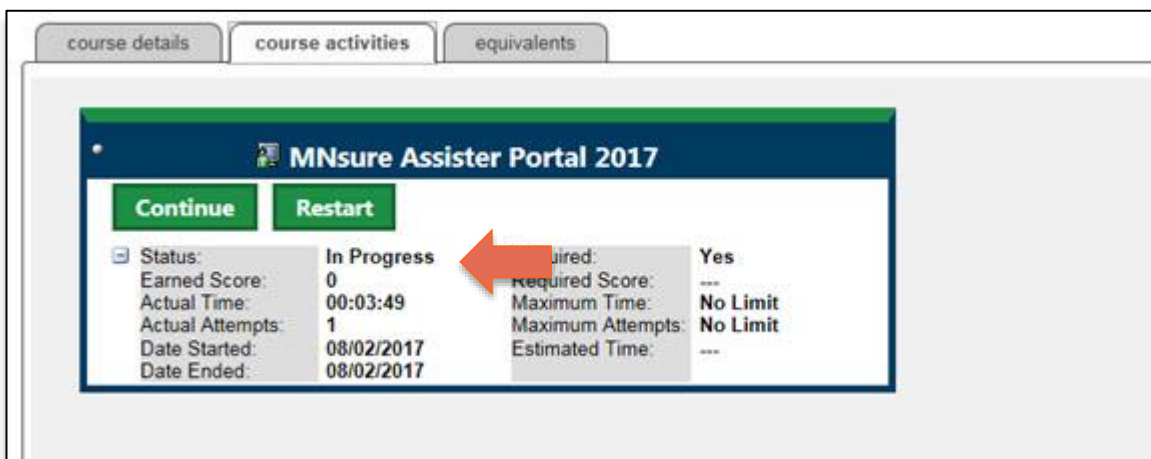 course details course activities equivalents
MNsure Assister Portal 2017
Continue Restart
Status: In Progress Yes
Earned Score: 0 Required Score: ---
Actual Time: 00:03:49 Maximum Time: No Limit
Actual Attempts: 1 Maximum Attempts: No Limit
Date Started: 08/02/2017 Estimated Time: ---
Date Ended: 08/02/2017